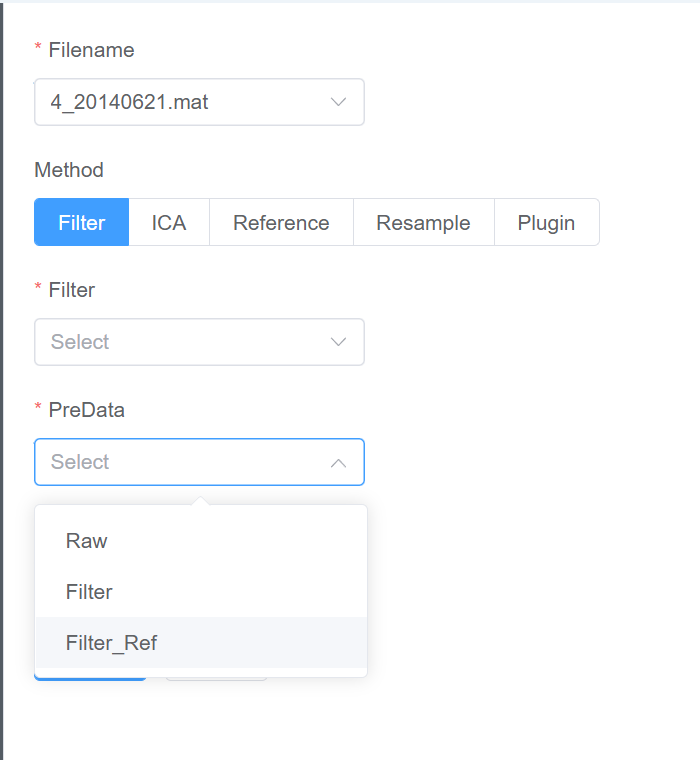 * Filename
4_20140621.mat
Method
Filter ICA Reference Resample Plugin
* Filter
Select
* PreData
Select
Raw
Filter
Filter_Ref